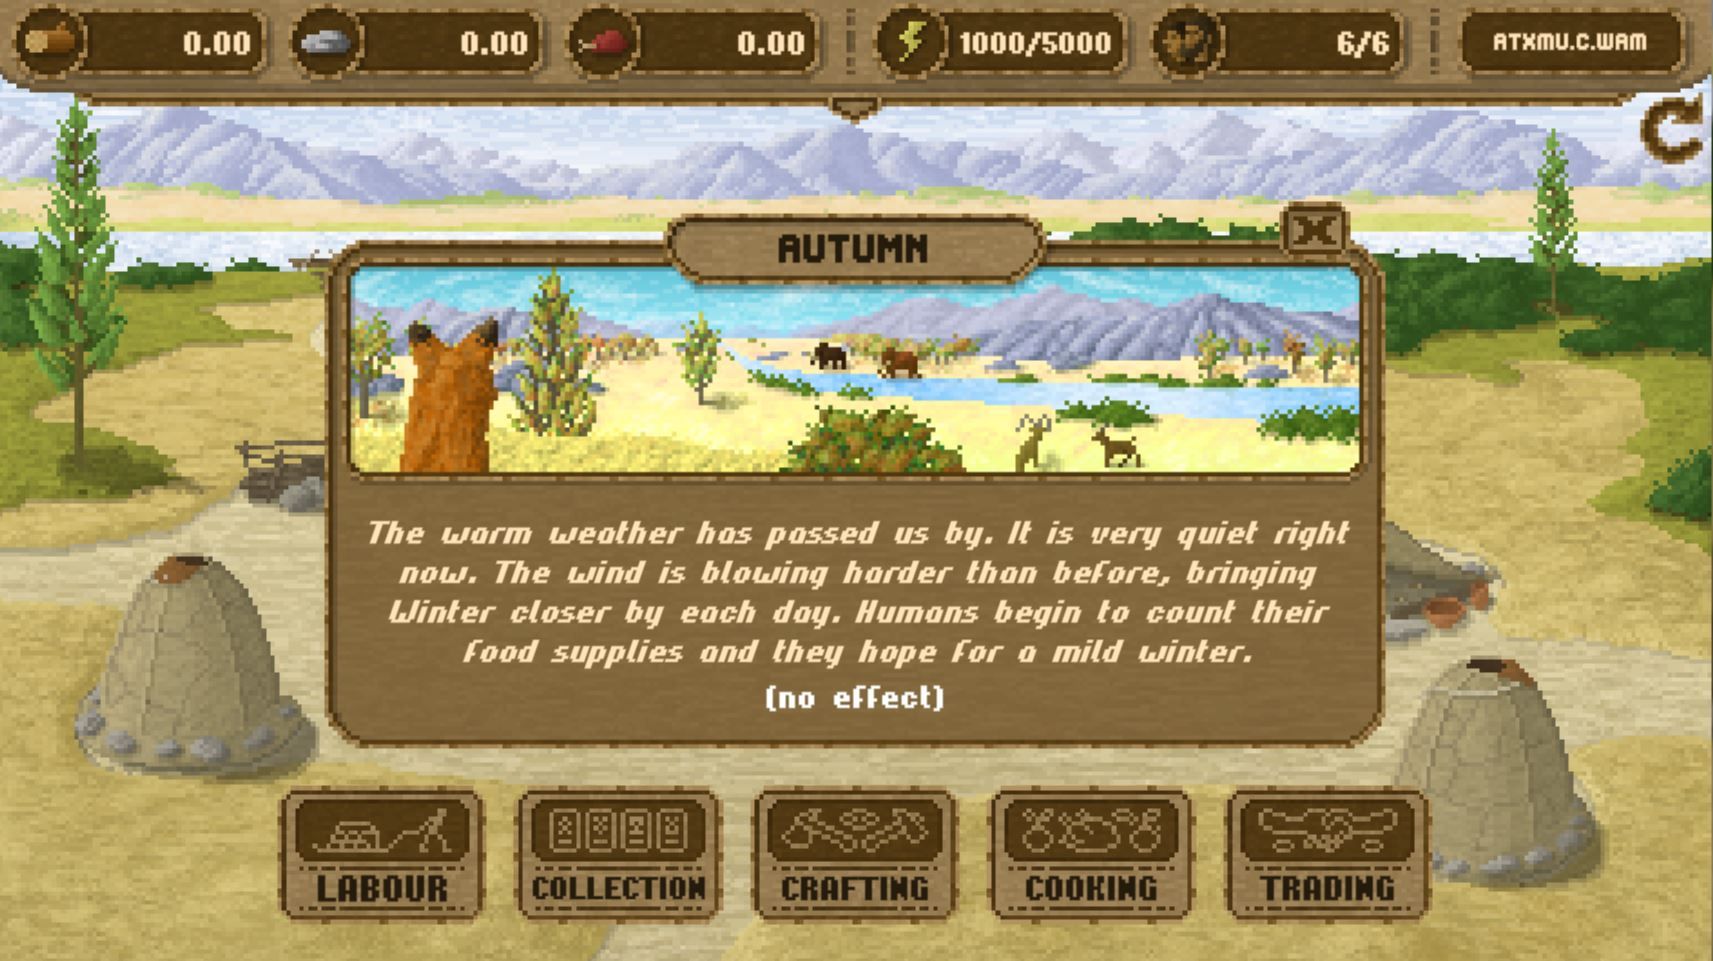 0.00
0.00
0.00
1000/5000
6/6
ATXMU.C.WAM
AUTUMN
The warm weather has passed us by. It is very quiet right
now. The wind is blowing harder than before, bringing
Winter closer by each day. Humans begin to count their
food supplies and they hope for a mild winter.
(no effect)
LABOUR
COLLECTION
CRAFTING
COOKING
TRADING